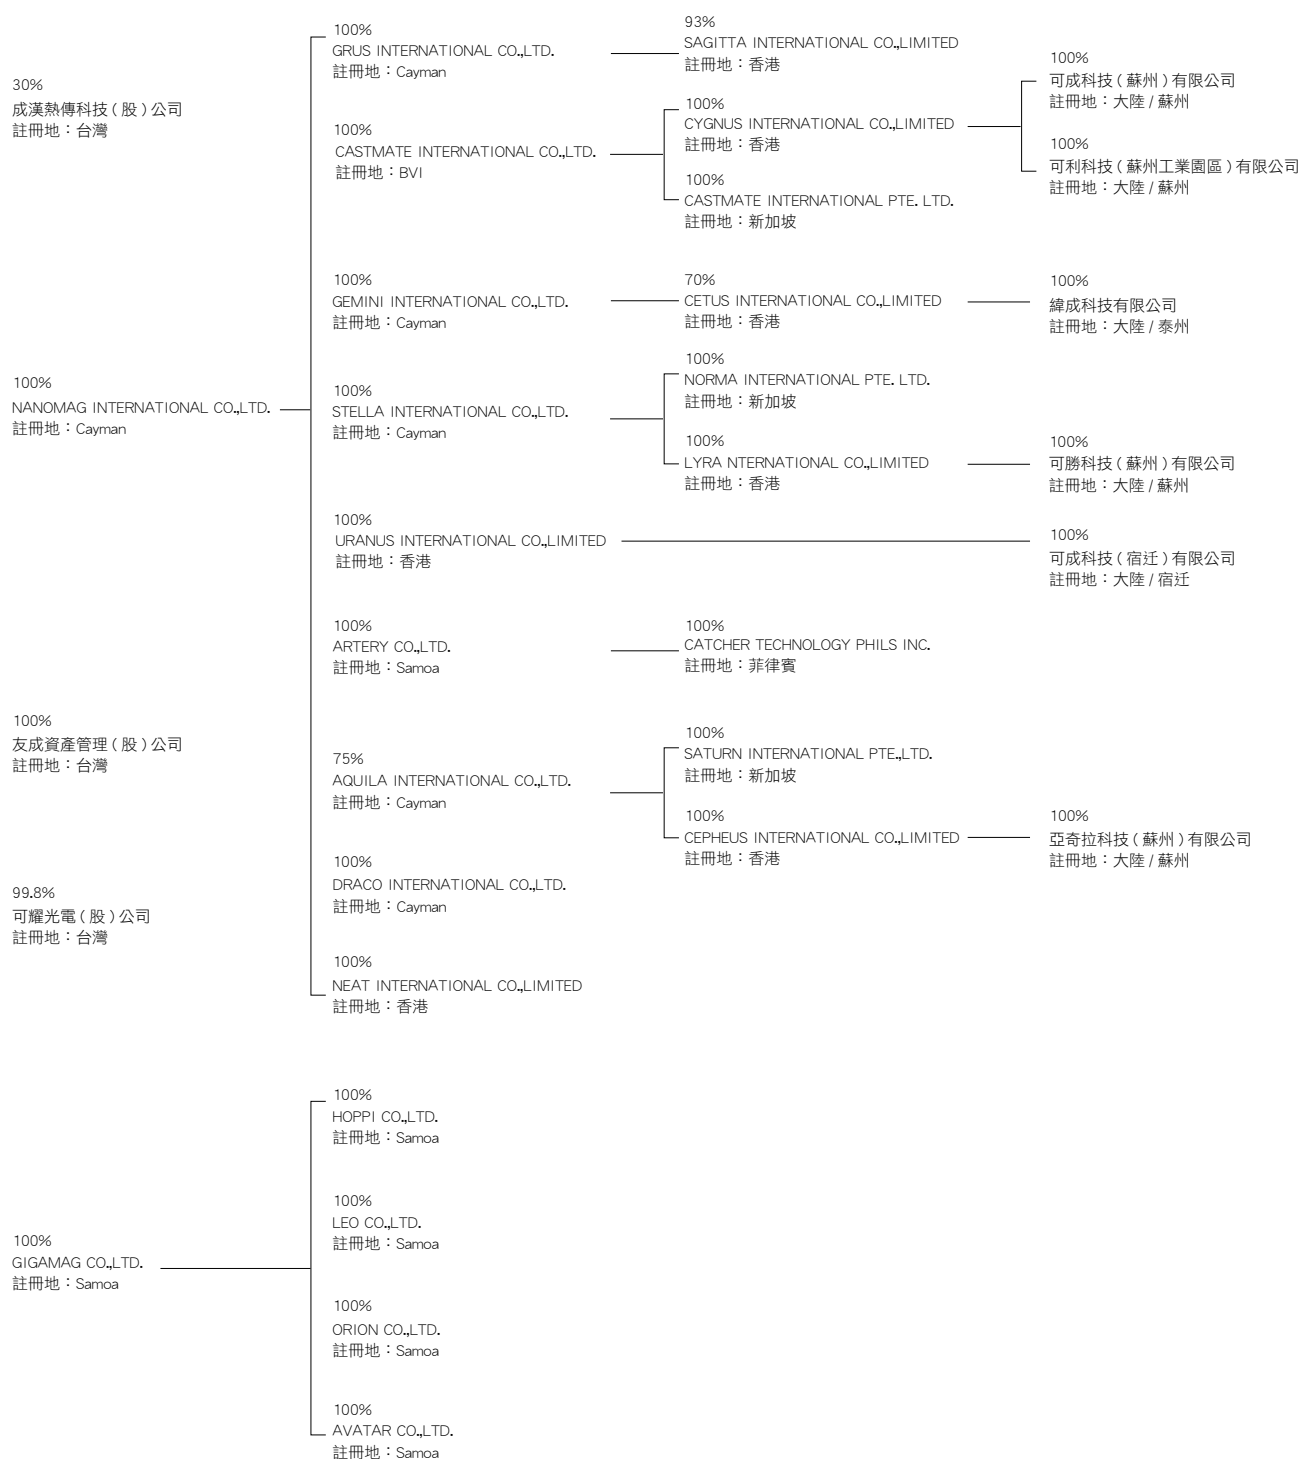 30%
成漢熱傳科技 ( 股 ) 公司
註冊地：台灣
100%
NANOMAG INTERNATIONAL CO.,LTD.
註冊地：Cayman
100%
友成資產管理 ( 股 ) 公司
註冊地：台灣
99.8%
可耀光電 ( 股 ) 公司
註冊地：台灣
100%
GRUS INTERNATIONAL CO.,LTD.
註冊地：Cayman
100%
CASTMATE INTERNATIONAL CO.,LTD.
註冊地：BVI
100%
GEMINI INTERNATIONAL CO.,LTD.
註冊地：Cayman
100%
STELLA INTERNATIONAL CO.,LTD.
註冊地：Cayman
100%
URANUS INTERNATIONAL CO.,LIMITED
註冊地：香港
100%
ARTERY CO.,LTD.
註冊地：Samoa
75%
AQUILA INTERNATIONAL CO.,LTD.
註冊地：Cayman
100%
DRACO INTERNATIONAL CO.,LTD.
註冊地：Cayman
100%
NEAT INTERNATIONAL CO.,LIMITED
註冊地：香港
93%
SAGITTA INTERNATIONAL CO.,LIMITED
註冊地：香港
100%
CYGNUS INTERNATIONAL CO.,LIMITED
註冊地：香港
100%
CASTMATE INTERNATIONAL PTE. LTD.
註冊地：新加坡
70%
CETUS INTERNATIONAL CO.,LIMITED
註冊地：香港
100%
NORMA INTERNATIONAL PTE. LTD.
註冊地：新加坡
100%
LYRA NTERNATIONAL CO.,LIMITED
註冊地：香港
100%
CATCHER TECHNOLOGY PHILS INC.
註冊地：菲律賓
100%
SATURN INTERNATIONAL PTE.,LTD.
註冊地：新加坡
100%
CEPHEUS INTERNATIONAL CO.,LIMITED
註冊地：香港
100%
可成科技 ( 蘇州 ) 有限公司
註冊地：大陸 / 蘇州
100%
可利科技 ( 蘇州工業園區 ) 有限公司
註冊地：大陸 / 蘇州
100%
緯成科技有限公司
註冊地：大陸 / 泰州
100%
可勝科技 ( 蘇州 ) 有限公司
註冊地：大陸 / 蘇州
100%
可成科技 ( 宿迁 ) 有限公司
註冊地：大陸 / 宿迁
100%
亞奇拉科技 ( 蘇州 ) 有限公司
註冊地：大陸 / 蘇州
100%
GIGAMAG CO.,LTD.
註冊地：Samoa
100%
HOPPI CO.,LTD.
註冊地：Samoa
100%
LEO CO.,LTD.
註冊地：Samoa
100%
ORION CO.,LTD.
註冊地：Samoa
100%
AVATAR CO.,LTD.
註冊地：Samoa